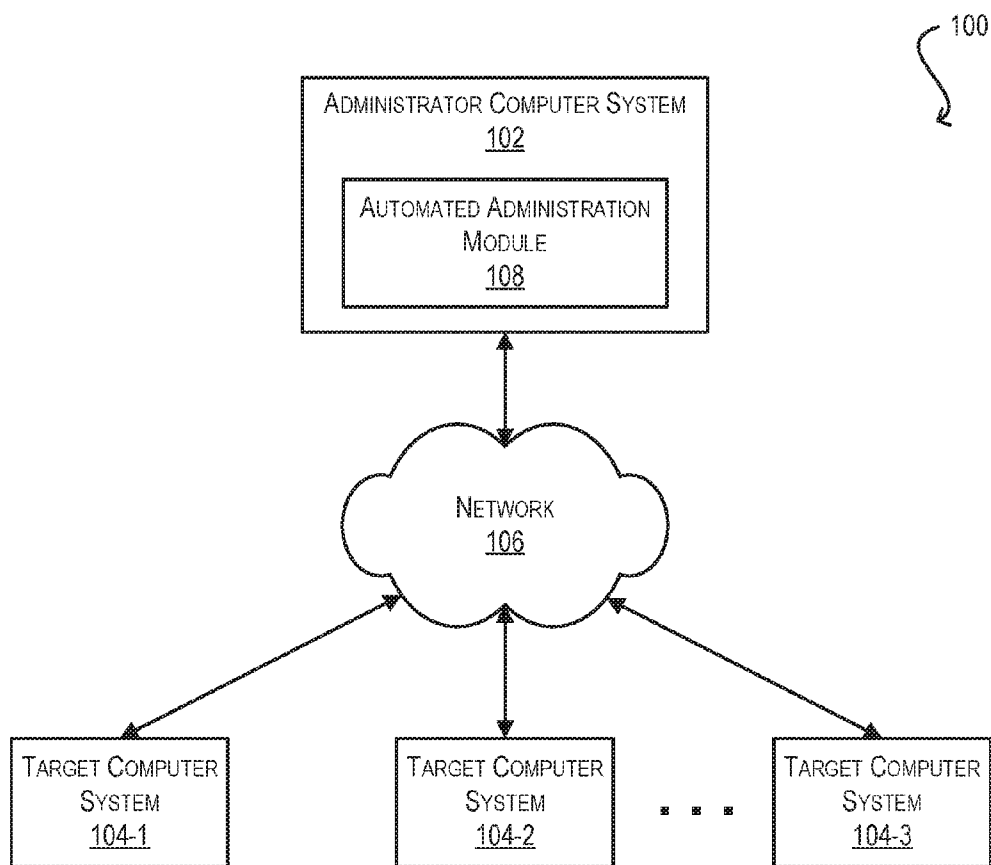 100
ADMINISTRATOR COMPUTER SYSTEM
102
AUTOMATED ADMINISTRATION
MODULE
108
NETWORK
106
TARGET COMPUTER
SYSTEM
104-1
TARGET COMPUTER
SYSTEM
104-2
. . .
TARGET COMPUTER
SYSTEM
104-3